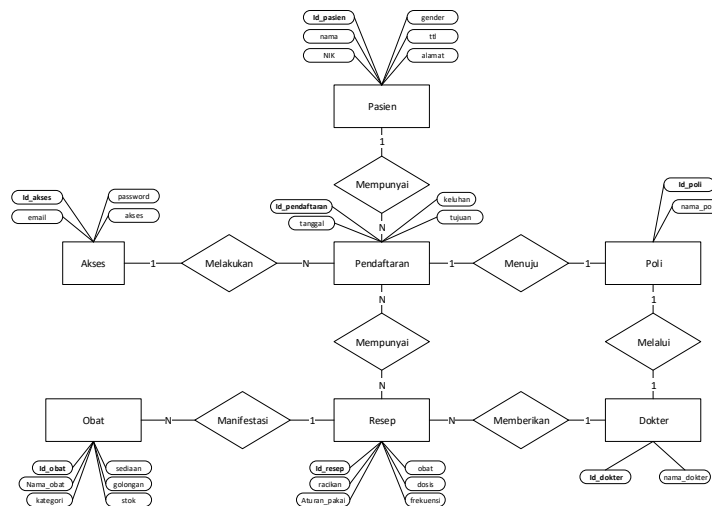 Id_pasien
gender
nama
ttl
NIK
alamat
Pasien
1
Mempunyai
N
Id_akses
password
email
akses
Id_pendaftaran
keluhan
tanggal
tujuan
Id_poli
nama_po
Akses
1
Melakukan
N
Pendaftaran
1
Menuju
1
Poli
N
Mempunyai
N
1
Melalui
1
Obat
N
Manifestasi
1
Resep
N
Memberikan
1
Dokter
Id_obat
sediaan
Nama_obat
golongan
kategori
stok
Id_resep
obat
racikan
dosis
Aturan_pakai
frekuensi
Id_dokter
nama_dokter